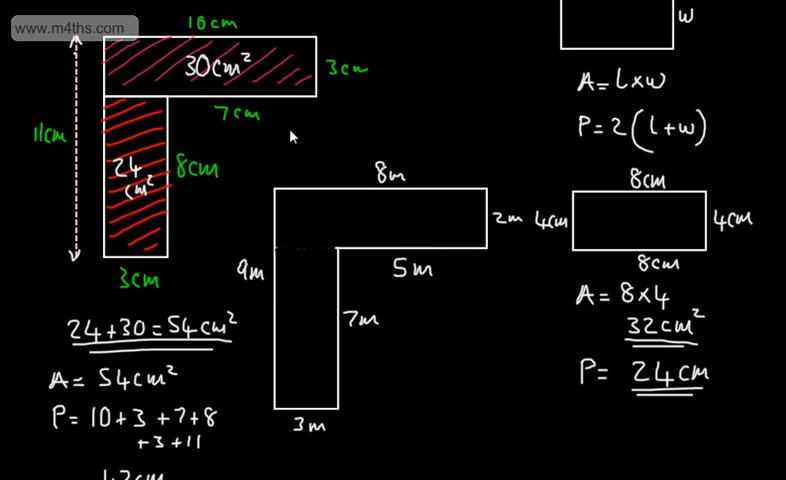 www.m4ths.com
10cm
30cm²
3cm
7cm
11cm
24
cm²
8cm
3cm
24+30=54cm²
A= 54cm²
P= 10+3+7+8
+3+11
42cm
8m
2m
5m
9m
7m
3m
w
A= l×w
P=2(l+w)
8cm
4cm
4cm
8cm
A= 8×4
32cm²
P= 24cm